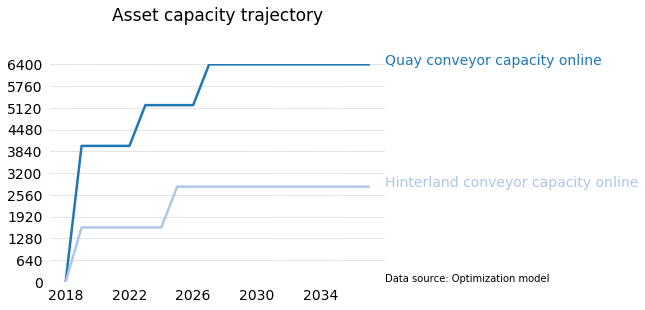 Asset capacity trajectory
6400
Quay conveyor capacity online
5760
5120
4480
3840
3200
Hinterland conveyor capacity online
2560
1920
1280
640
0
Data source: Optimization model
2018 2022 2026 2030 2034